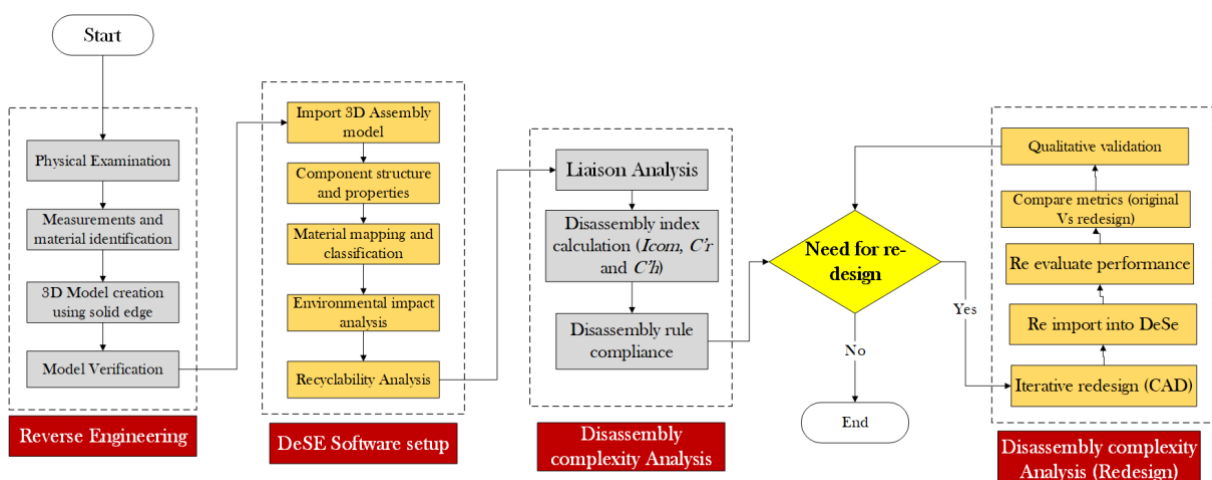 Start
Physical Examination
Measurements and
material identification
3D Model creation
using solid edge
Model Verification
Reverse Engineering
Import 3D Assembly
model
Component structure
and properties
Material mapping and
classification
Environmental impact
analysis
Recyclability Analysis
DeSE Software setup
Liaison Analysis
Disassembly index
calculation (Icom, C'r
and C'h)
Disassembly rule
compliance
Disassembly
complexity Analysis
Need for re-
design
Yes
No
End
Qualitative validation
Compare metrics (original
Vs redesign)
Re evaluate performance
Re import into DeSe
Iterative redesign (CAD)
Disassembly complexity
Analysis (Redesign)